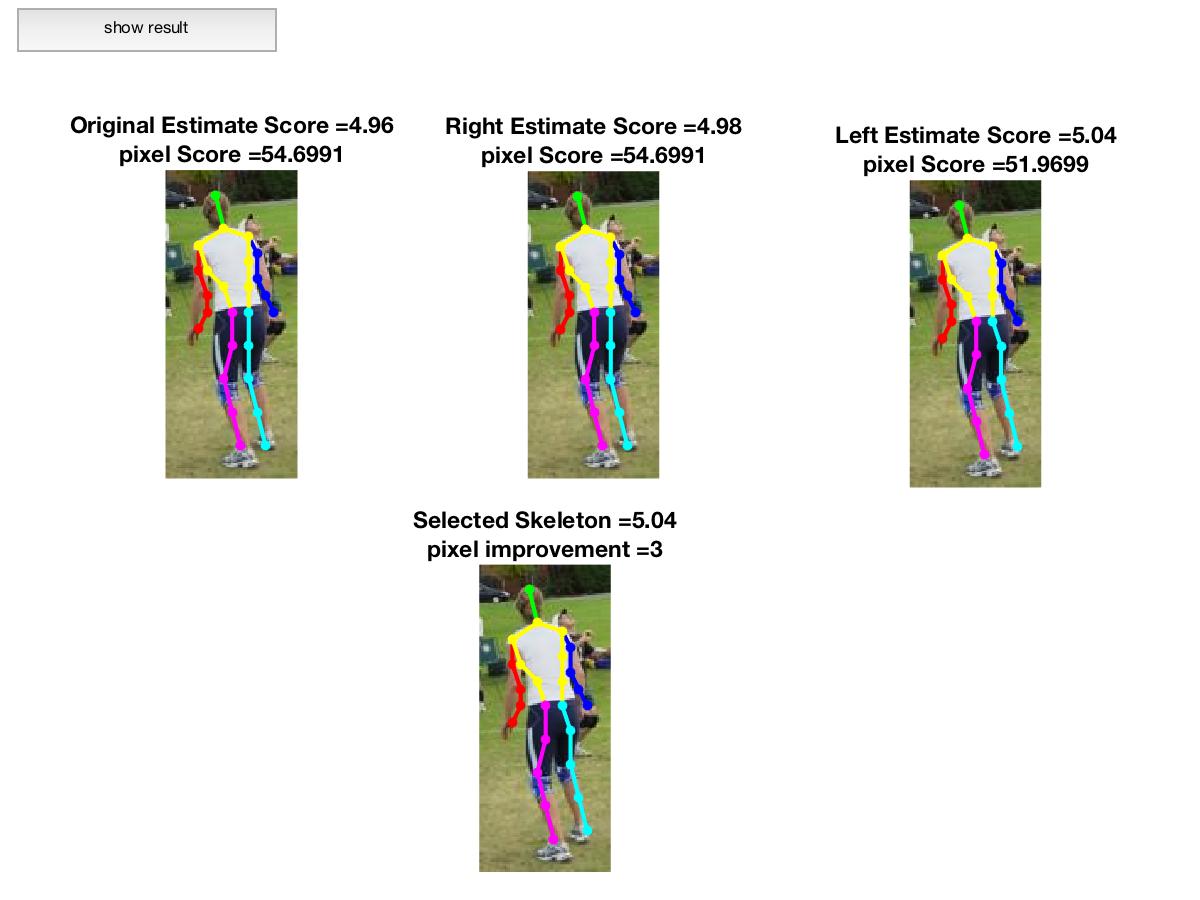 show result
Original Estimate Score =4.96
pixel Score =54.6991
Right Estimate Score =4.98
pixel Score =54.6991
Left Estimate Score =5.04
pixel Score =51.9699
Selected Skeleton =5.04
pixel improvement =3